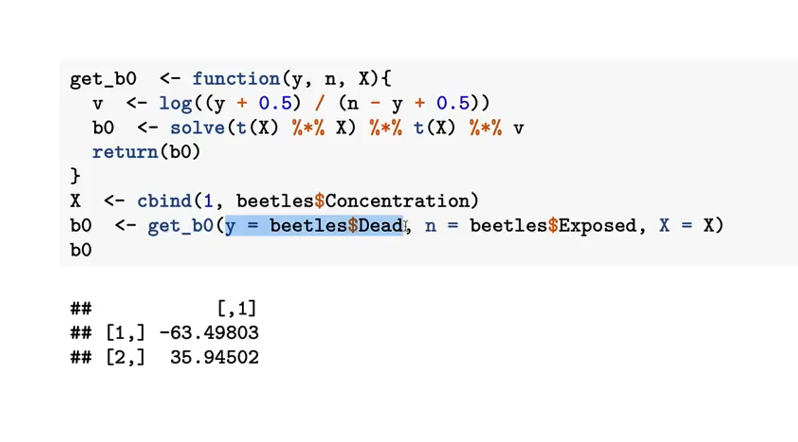 get_b0 <- function(y, n, X){
v <- log((y + 0.5) / (n - y + 0.5))
b0 <- solve(t(X) %*% X) %*% t(X) %*% v
return(b0)
}
X <- cbind(1, beetles$Concentration)
b0 <- get_b0(y = beetles$Dead, n = beetles$Exposed, X = X)
b0
## [,1]
## [1,] -63.49803
## [2,] 35.94502